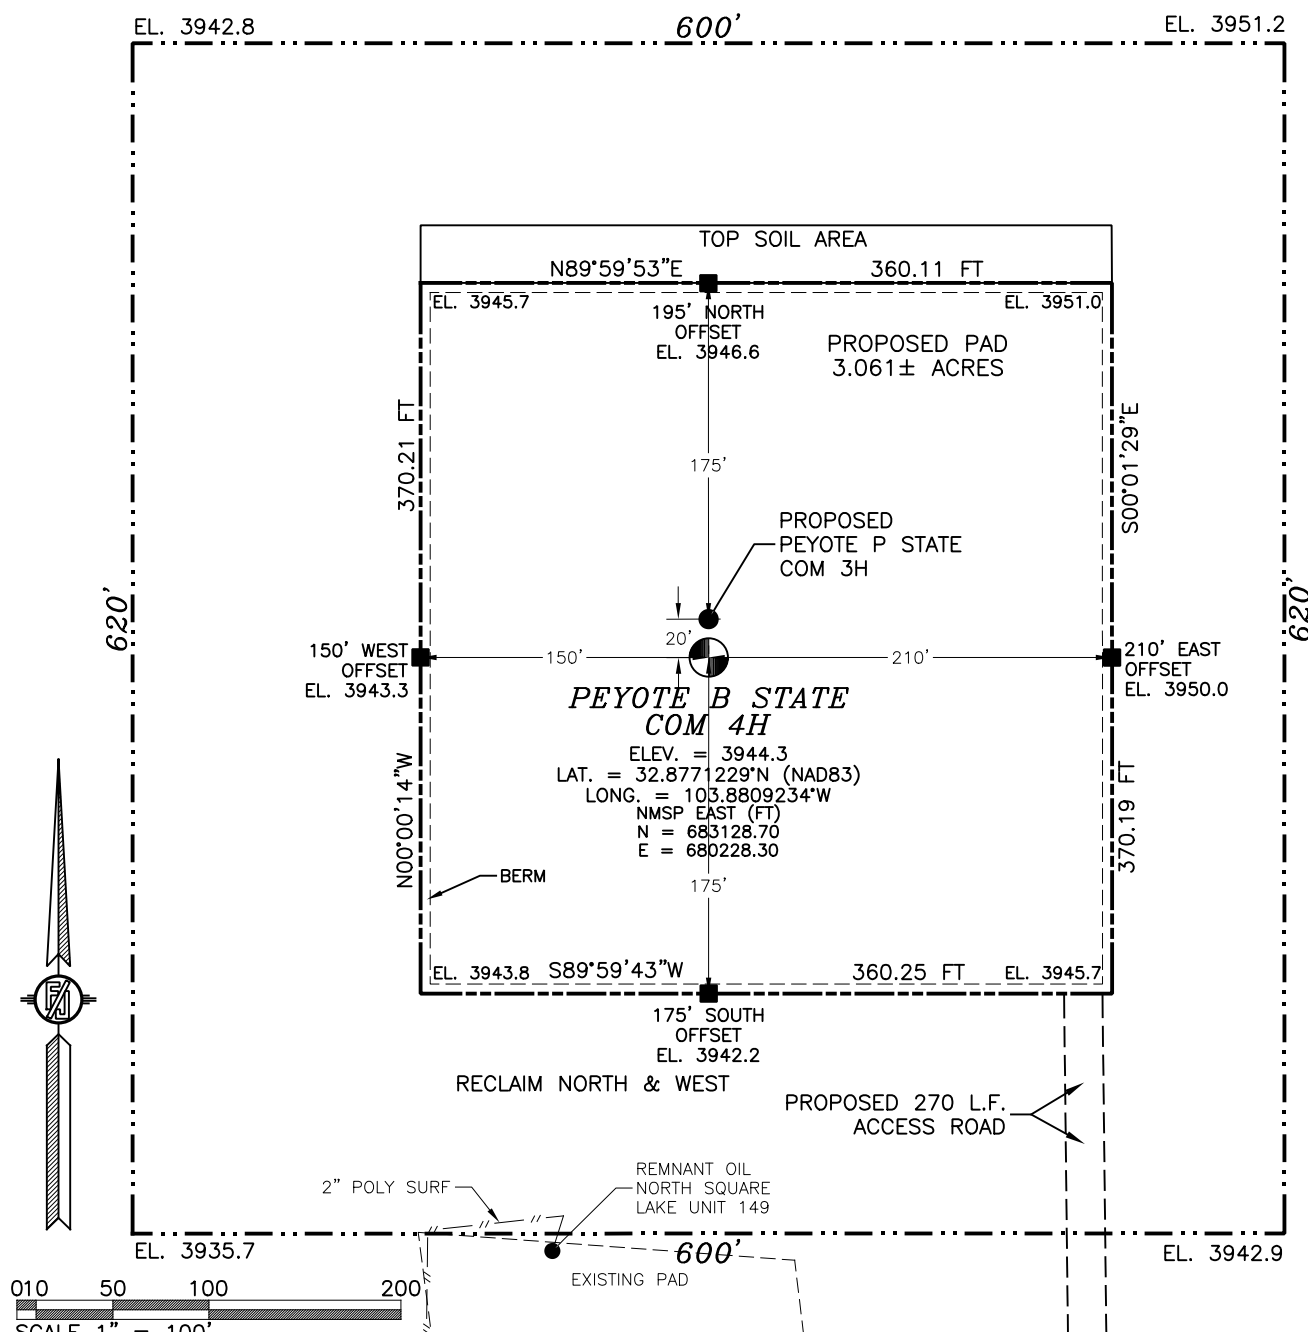 EL. 3942.8
600'
EL. 3951.2
TOP SOIL AREA
N89°59'53"E
360.11 FT
EL. 3945.7
EL. 3951.0
195' NORTH
OFFSET
EL. 3946.6
PROPOSED PAD
3.061± ACRES
370.21 FT
S00°01'29"E
175'
PROPOSED
PEYOTE P STATE
COM 3H
620'
620'
20'
150' WEST
OFFSET
EL. 3943.3
150'
210'
210' EAST
OFFSET
EL. 3950.0
PEYOTE B STATE
COM 4H
ELEV. = 3944.3
LAT. = 32.8771229°N (NAD83)
LONG. = 103.8809234°W
NMSP EAST (FT)
N = 683128.70
E = 680228.30
N00°00'14"W
370.19 FT
175'
BERM
EL. 3943.8
S89°59'43"W
360.25 FT
EL. 3945.7
175' SOUTH
OFFSET
EL. 3942.2
RECLAIM NORTH & WEST
PROPOSED 270 L.F.
ACCESS ROAD
2" POLY SURF
REMNANT OIL
NORTH SQUARE
LAKE UNIT 149
EL. 3935.7
600'
EL. 3942.9
EXISTING PAD
010 50 100 200
SCALE 1" = 100'